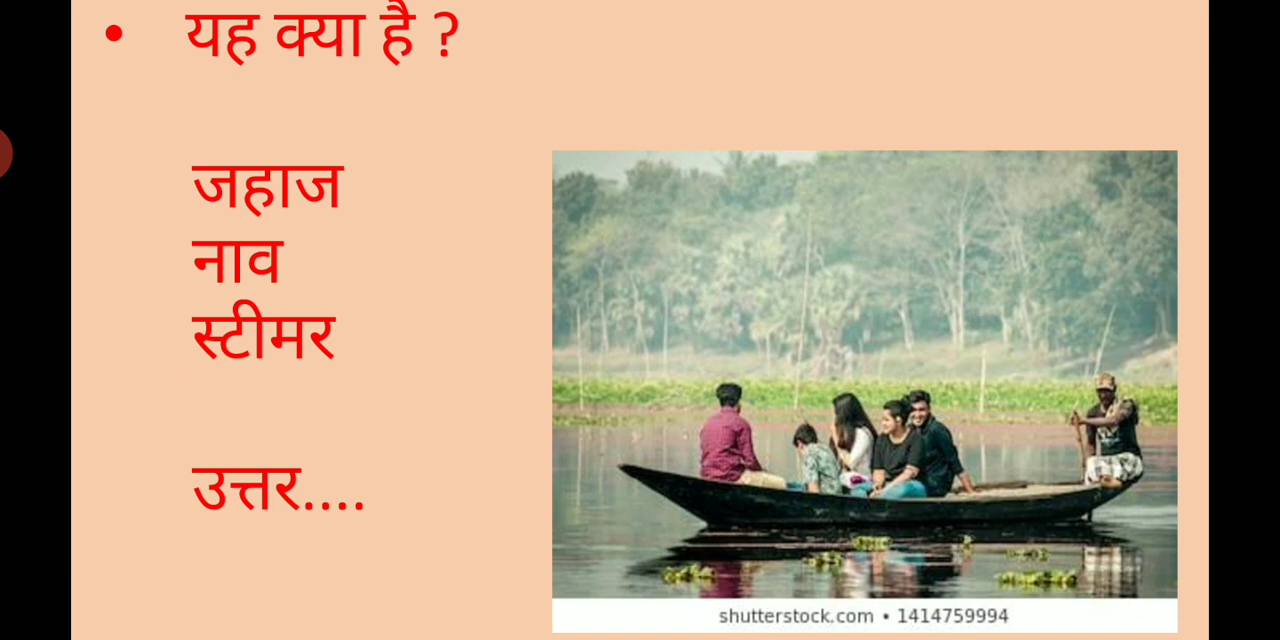 • यह क्या है ?
जहाज
नाव
स्टीमर
उत्तर....
shutterstock.com • 1414759994